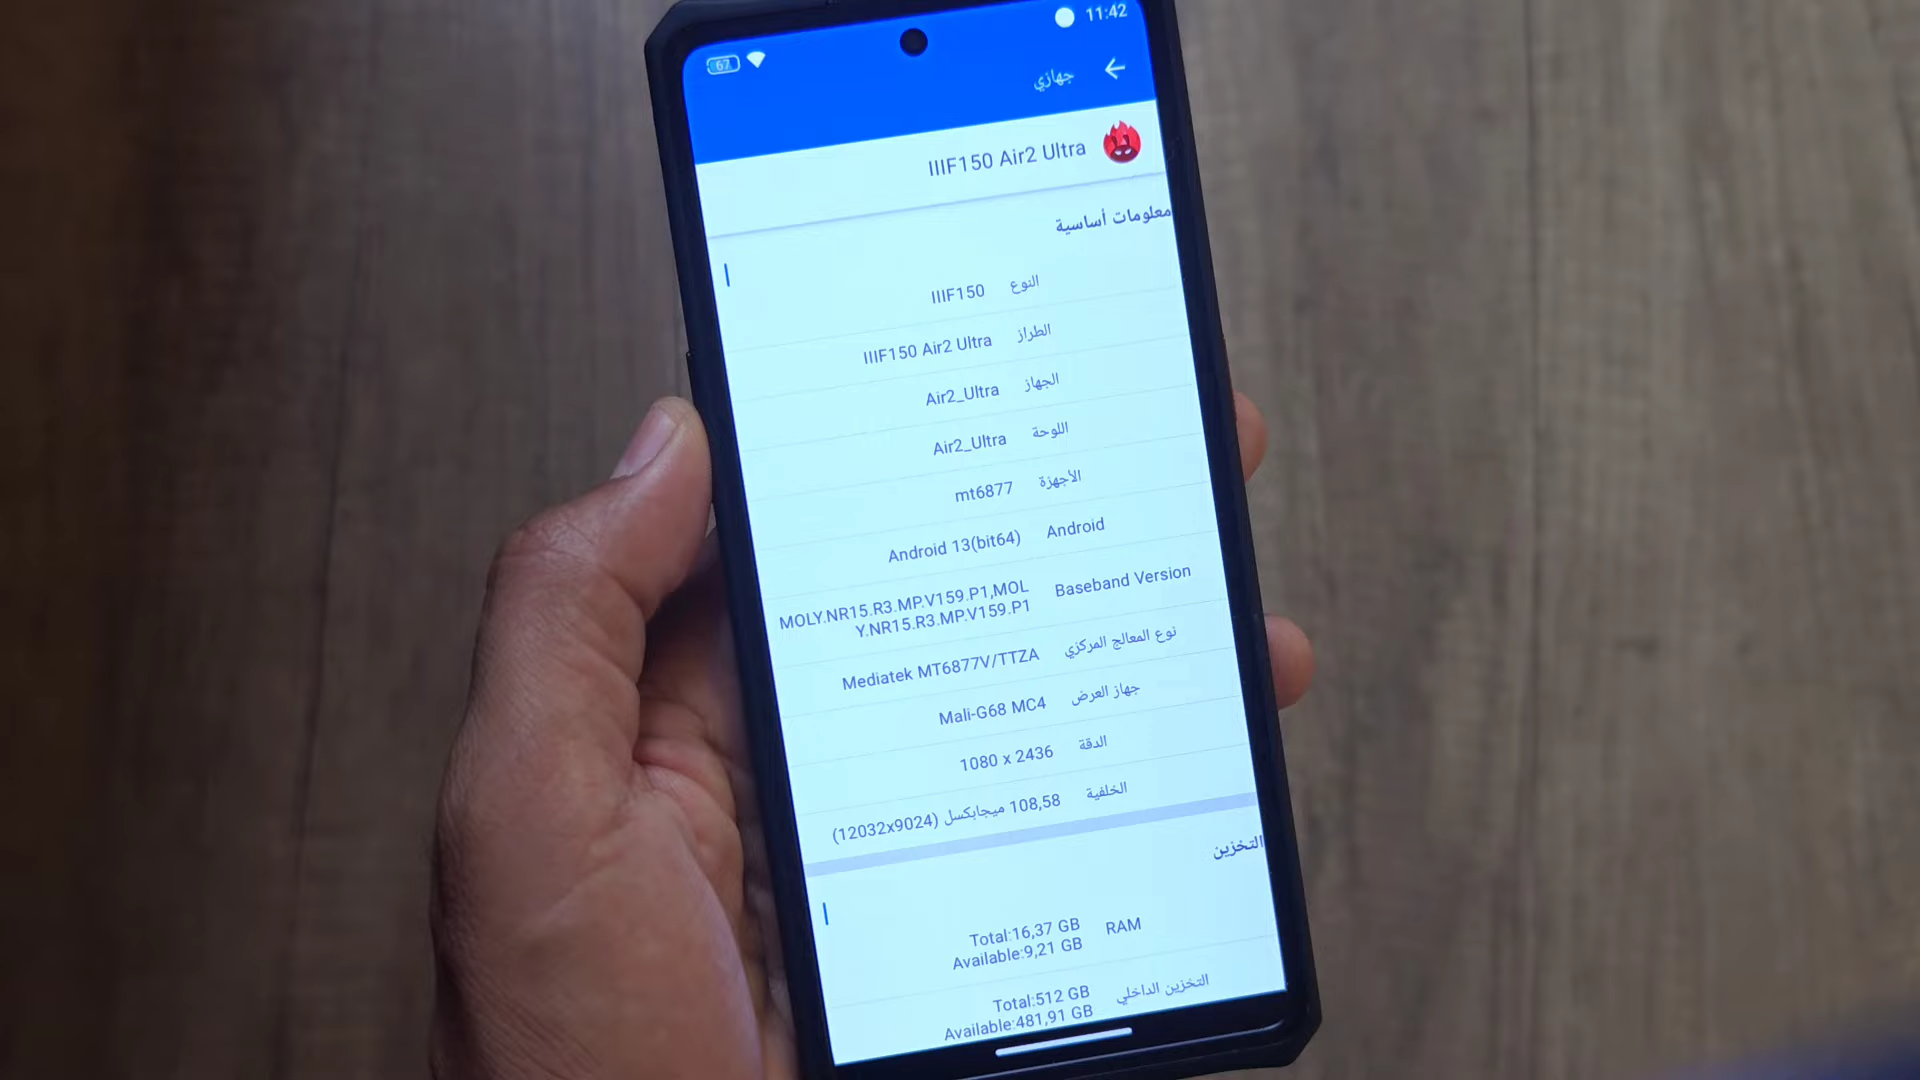 11:42
67
جهازي
IIIF150 Air2 Ultra
معلومات أساسية
النوع IIIF150
الطراز IIIF150 Air2 Ultra
الجهاز Air2_Ultra
اللوحة Air2_Ultra
الأجهزة mt6877
Android Android 13(bit64)
Baseband Version MOLY.NR15.R3.MP.V159.P1,MOL
Y.NR15.R3.MP.V159.P1
نوع المعالج المركزي Mediatek MT6877V/TTZA
جهاز العرض Mali-G68 MC4
الدقة 1080 x 2436
الخلفية 108,58 ميجابكسل (12032x9024)
التخزين
RAM Total:16,37 GB
Available:9,21 GB
التخزين الداخلي Total:512 GB
Available:481,91 GB